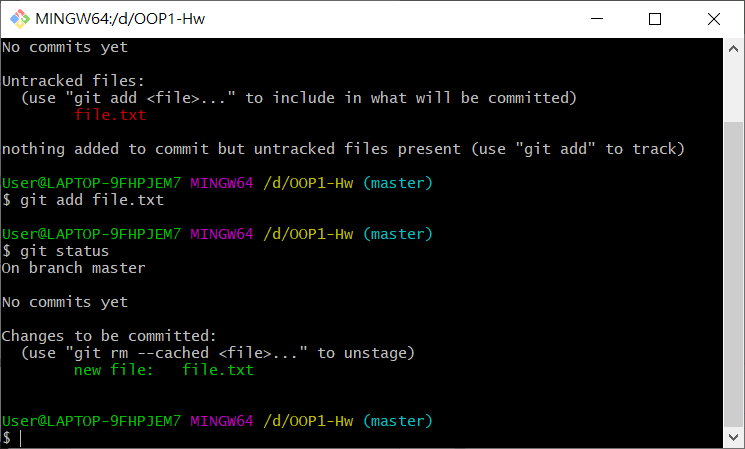 MINGW64:/d/OOP1-Hw
No commits yet
Untracked files:
  (use "git add <file>..." to include in what will be committed)
        file.txt
nothing added to commit but untracked files present (use "git add" to track)
User@LAPTOP-9FHPJEM7 MINGW64 /d/OOP1-Hw (master)
$ git add file.txt
User@LAPTOP-9FHPJEM7 MINGW64 /d/OOP1-Hw (master)
$ git status
On branch master
No commits yet
Changes to be committed:
  (use "git rm --cached <file>..." to unstage)
        new file:   file.txt
User@LAPTOP-9FHPJEM7 MINGW64 /d/OOP1-Hw (master)
$